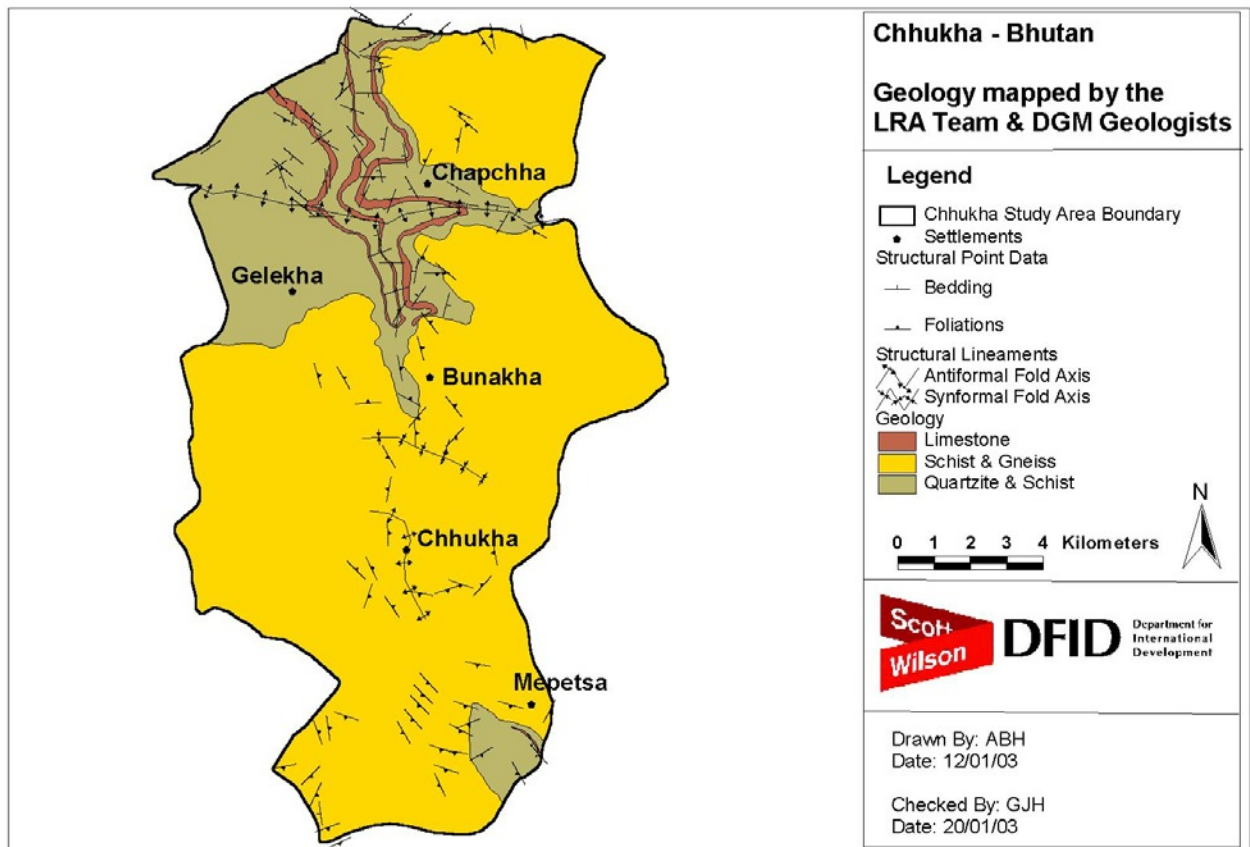 Chapchha
Gelekha
Bunakha
Chhukha
Mepetsa
Chhukha - Bhutan
Geology mapped by the
LRA Team & DGM Geologists
Legend
Chhukha Study Area Boundary
Settlements
Structural Point Data
Bedding
Foliations
Structural Lineaments
Antiformal Fold Axis
Synformal Fold Axis
Geology
Limestone
Schist & Gneiss
Quartzite & Schist
N
0 1 2 3 4 Kilometers
Scott
Wilson
DFID
Department for
International
Development
Drawn By: ABH
Date: 12/01/03
Checked By: GJH
Date: 20/01/03